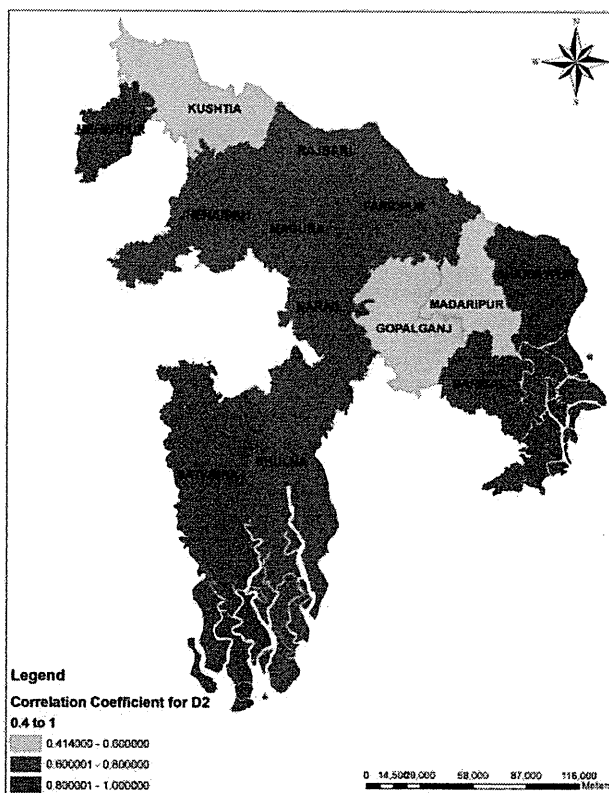 N
W E
S
KUSHTIA
RAJBARI
FARIDPUR
MAGURA
MADARIPUR
GOPALGANJ
KHULNA
Legend
Correlation Coefficient for D2
0.4 to 1
0.414000 - 0.600000
0.600001 - 0.800000
0.800001 - 1.000000
0 14,500 29,000 58,000 87,000 116,000
Meters